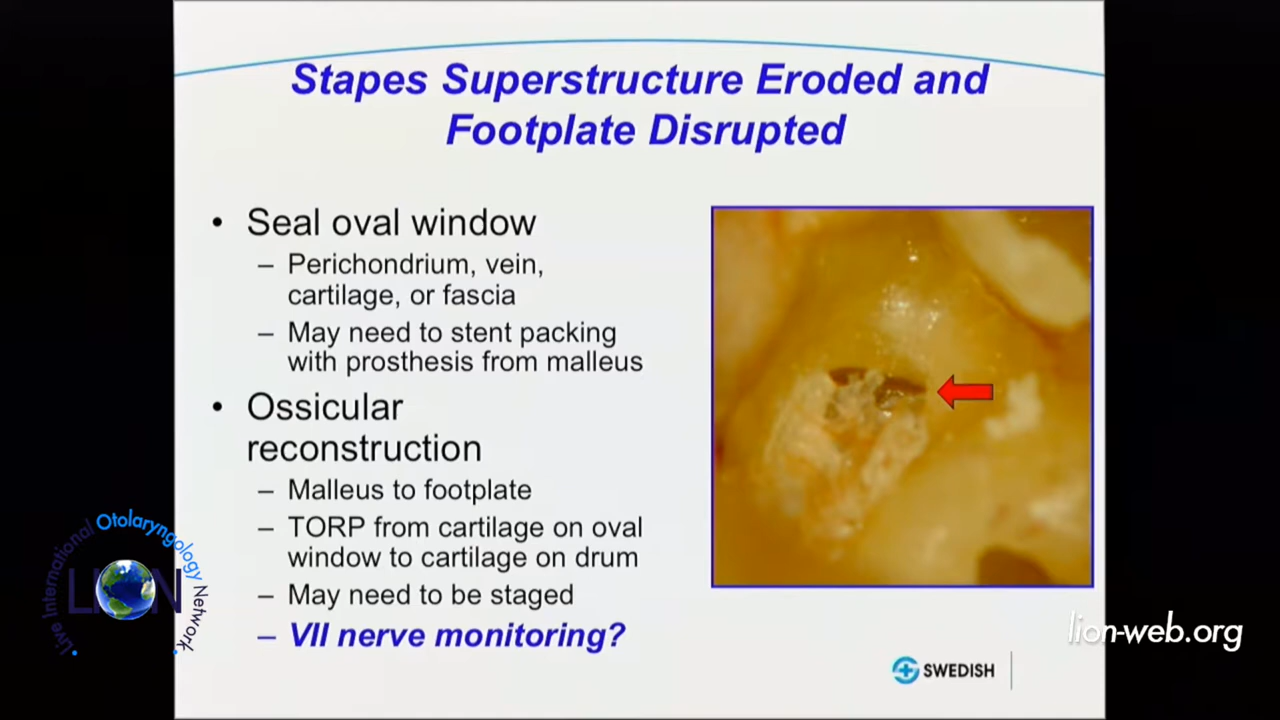 Stapes Superstructure Eroded and
Footplate Disrupted
• Seal oval window
– Perichondrium, vein,
cartilage, or fascia
– May need to stent packing
with prosthesis from malleus
• Ossicular
reconstruction
– Malleus to footplate
– TORP from cartilage on oval
window to cartilage on drum
– May need to be staged
– VII nerve monitoring?
Live International Otolaryngology Network
LION
lion-web.org
SWEDISH